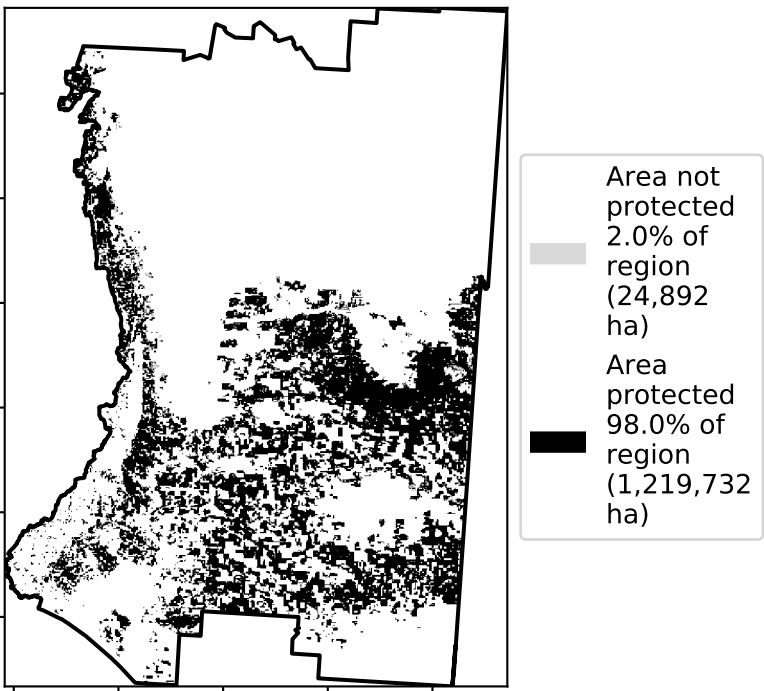 Area not
protected
2.0% of
region
(24,892
ha)
Area
protected
98.0% of
region
(1,219,732
ha)